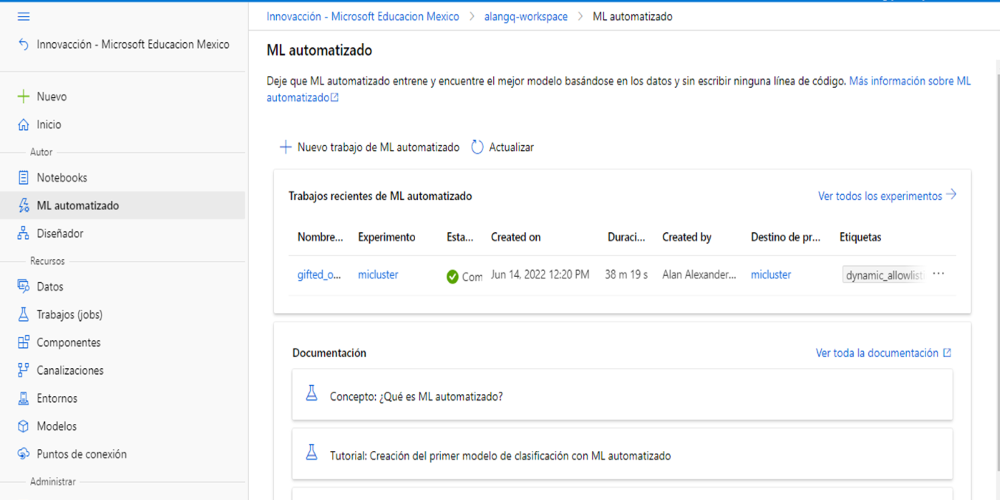 Innovacción - Microsoft Educacion Mexico
Nuevo
Inicio
Autor
Notebooks
ML automatizado
Diseñador
Recursos
Datos
Trabajos (jobs)
Componentes
Canalizaciones
Entornos
Modelos
Puntos de conexión
Administrar
Innovacción - Microsoft Educacion Mexico > alangq-workspace > ML automatizado
ML automatizado
Deje que ML automatizado entrene y encuentre el mejor modelo basándose en los datos y sin escribir ninguna línea de código. Más información sobre ML
automatizado
Nuevo trabajo de ML automatizado Actualizar
Trabajos recientes de ML automatizado Ver todos los experimentos
Nombre... Experimento Esta... Created on Duraci... Created by Destino de pr... Etiquetas
gifted_o... micluster Com Jun 14, 2022 12:20 PM 38 m 19 s Alan Alexander... micluster dynamic_allowlist ...
Documentación Ver toda la documentación
Concepto: ¿Qué es ML automatizado?
Tutorial: Creación del primer modelo de clasificación con ML automatizado